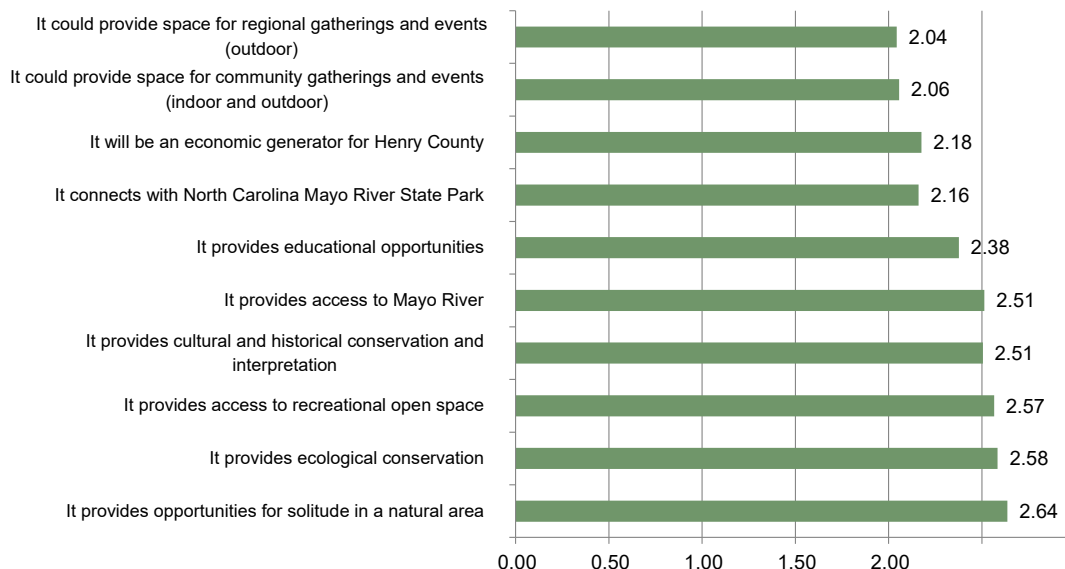 It could provide space for regional gatherings and events
(outdoor)
2.04
It could provide space for community gatherings and events
(indoor and outdoor)
2.06
It will be an economic generator for Henry County
2.18
It connects with North Carolina Mayo River State Park
2.16
It provides educational opportunities
2.38
It provides access to Mayo River
2.51
It provides cultural and historical conservation and
interpretation
2.51
It provides access to recreational open space
2.57
It provides ecological conservation
2.58
It provides opportunities for solitude in a natural area
2.64
0.00 0.50 1.00 1.50 2.00